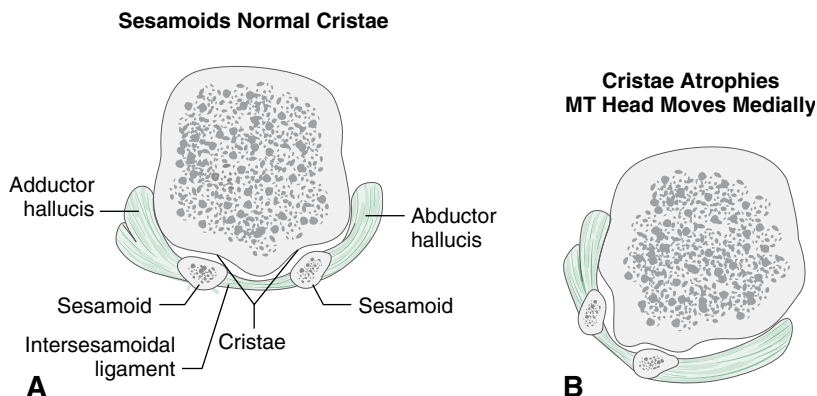 Sesamoids Normal Cristae
Adductor
hallucis
Abductor
hallucis
Sesamoid
Sesamoid
Cristae
Intersesamoidal
ligament
A
Cristae Atrophies
MT Head Moves Medially
B